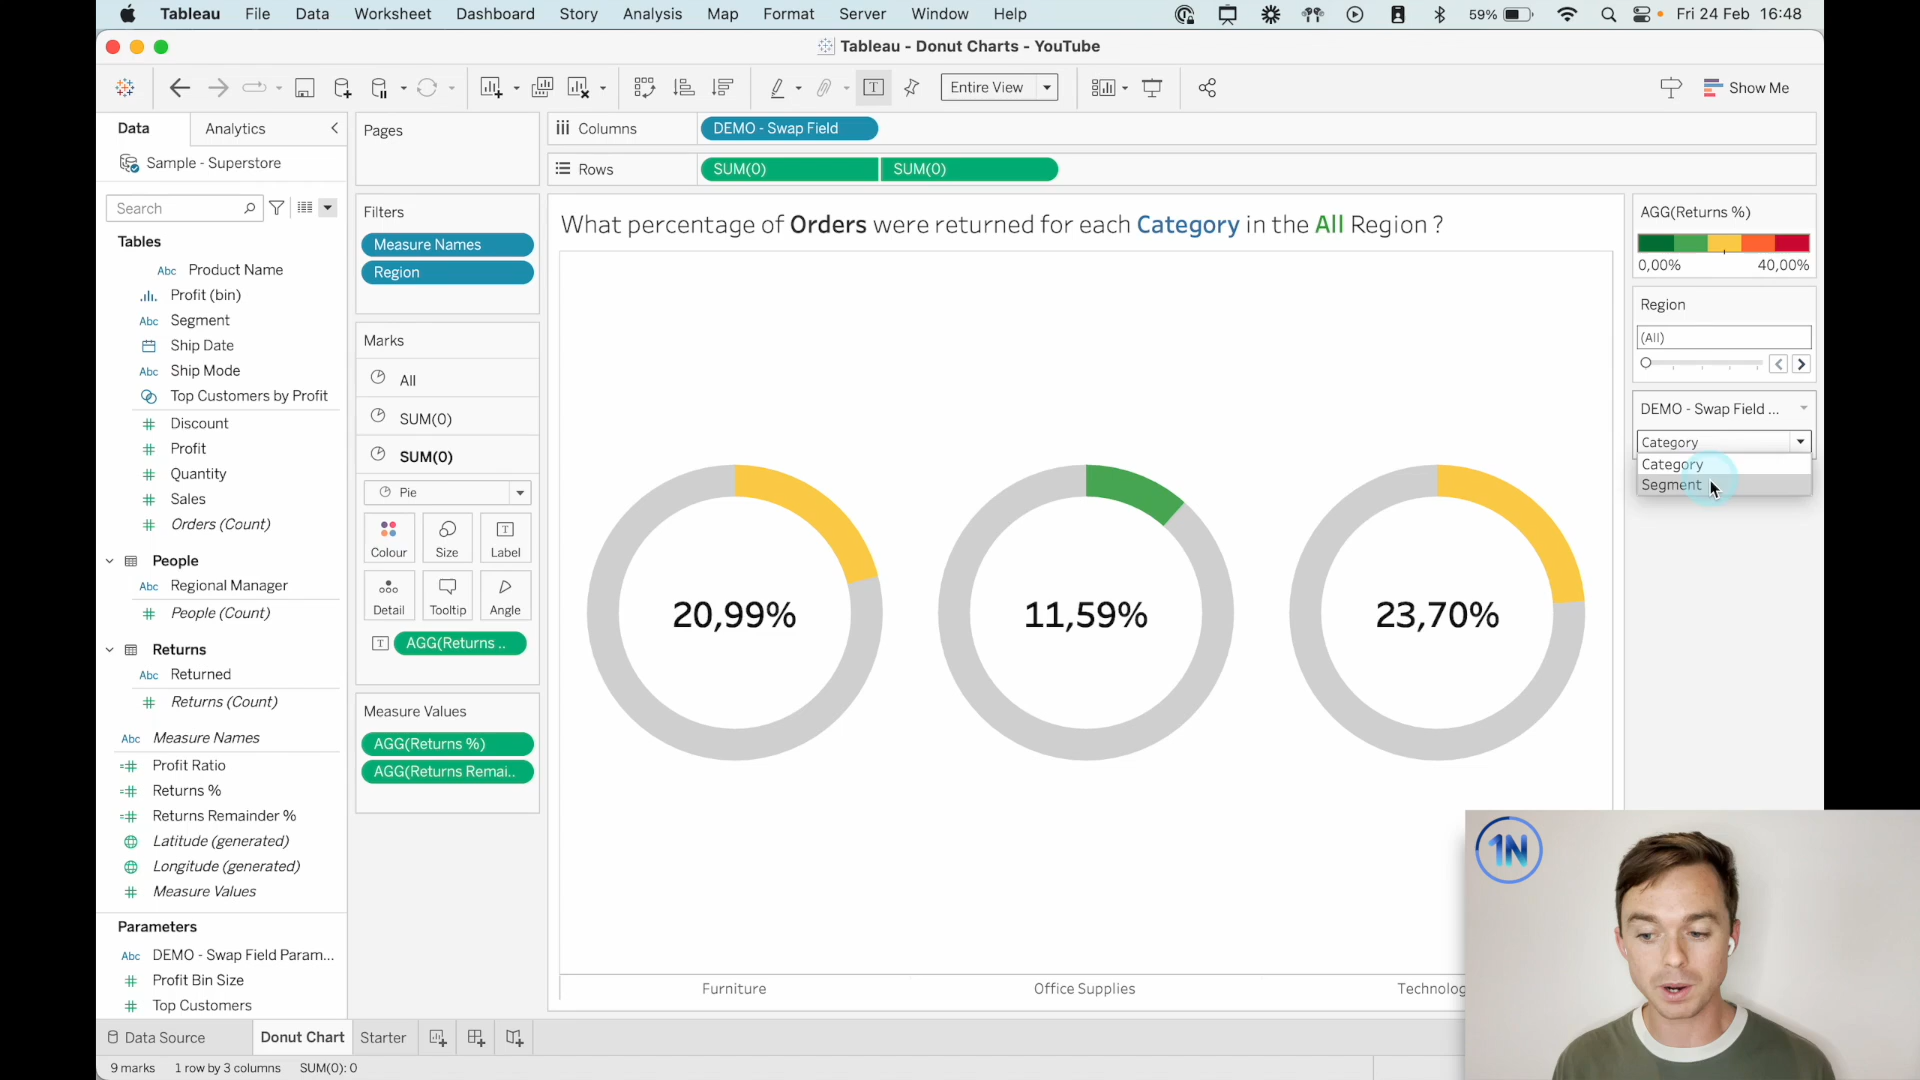 Tableau File Data Worksheet Dashboard Story Analysis Map Format Server Window Help 59% Fri 24 Feb 16:48
Tableau - Donut Charts - YouTube
Entire View
Show Me
Data Analytics
Sample - Superstore
Search
Tables
Abc Product Name
Profit (bin)
Abc Segment
Ship Date
Abc Ship Mode
Top Customers by Profit
Discount
Profit
Quantity
Sales
Orders (Count)
People
Abc Regional Manager
People (Count)
Returns
Abc Returned
Returns (Count)
Abc Measure Names
Profit Ratio
Returns %
Returns Remainder %
Latitude (generated)
Longitude (generated)
Measure Values
Parameters
Abc DEMO - Swap Field Param...
Profit Bin Size
Top Customers
Pages
Filters
Measure Names
Region
Marks
All
SUM(0)
SUM(0)
Pie
Colour Size Label
Detail Tooltip Angle
AGG(Returns ..
Measure Values
AGG(Returns %)
AGG(Returns Remai..
Columns DEMO - Swap Field
Rows SUM(0) SUM(0)
What percentage of Orders were returned for each Category in the All Region ?
20,99% 11,59% 23,70%
Furniture Office Supplies Technolog
AGG(Returns %)
0,00% 40,00%
Region
(All)
DEMO - Swap Field ...
Category
Category
Segment
1N
Data Source Donut Chart Starter
9 marks 1 row by 3 columns SUM(0): 0